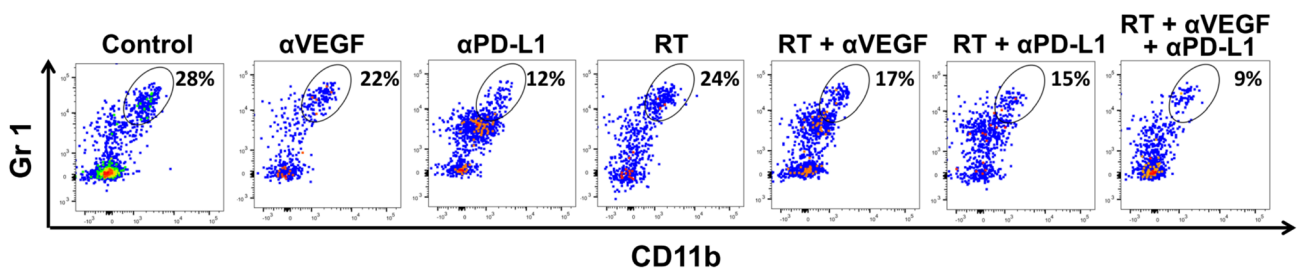 Control
αVEGF
αPD-L1
RT
RT + αVEGF
RT + αPD-L1
RT + αVEGF
+ αPD-L1
28%
22%
12%
24%
17%
15%
9%
Gr 1
CD11b